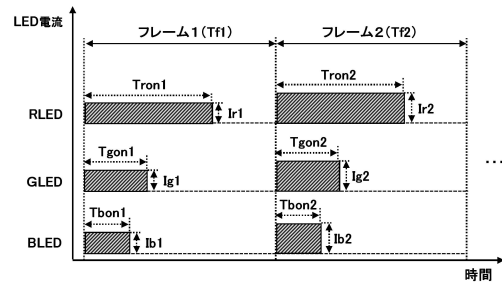 LED電流
フレーム1(Tf1)
フレーム2(Tf2)
Tron1
Tron2
RLED
Ir1
Ir2
Tgon1
Tgon2
GLED
Ig1
Ig2
...
Tbon1
Tbon2
BLED
Ib1
Ib2
時間